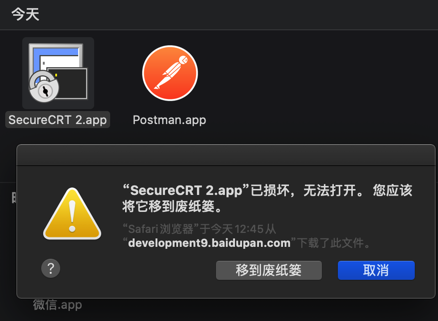 今天
SecureCRT 2.app
Postman.app
“SecureCRT 2.app”已损坏，无法打开。 您应该
将它移到废纸篓。
“Safari浏览器”于今天 12:45从
“development9.baidupan.com”下载了此文件。
?
移到废纸篓
取消
微信.app